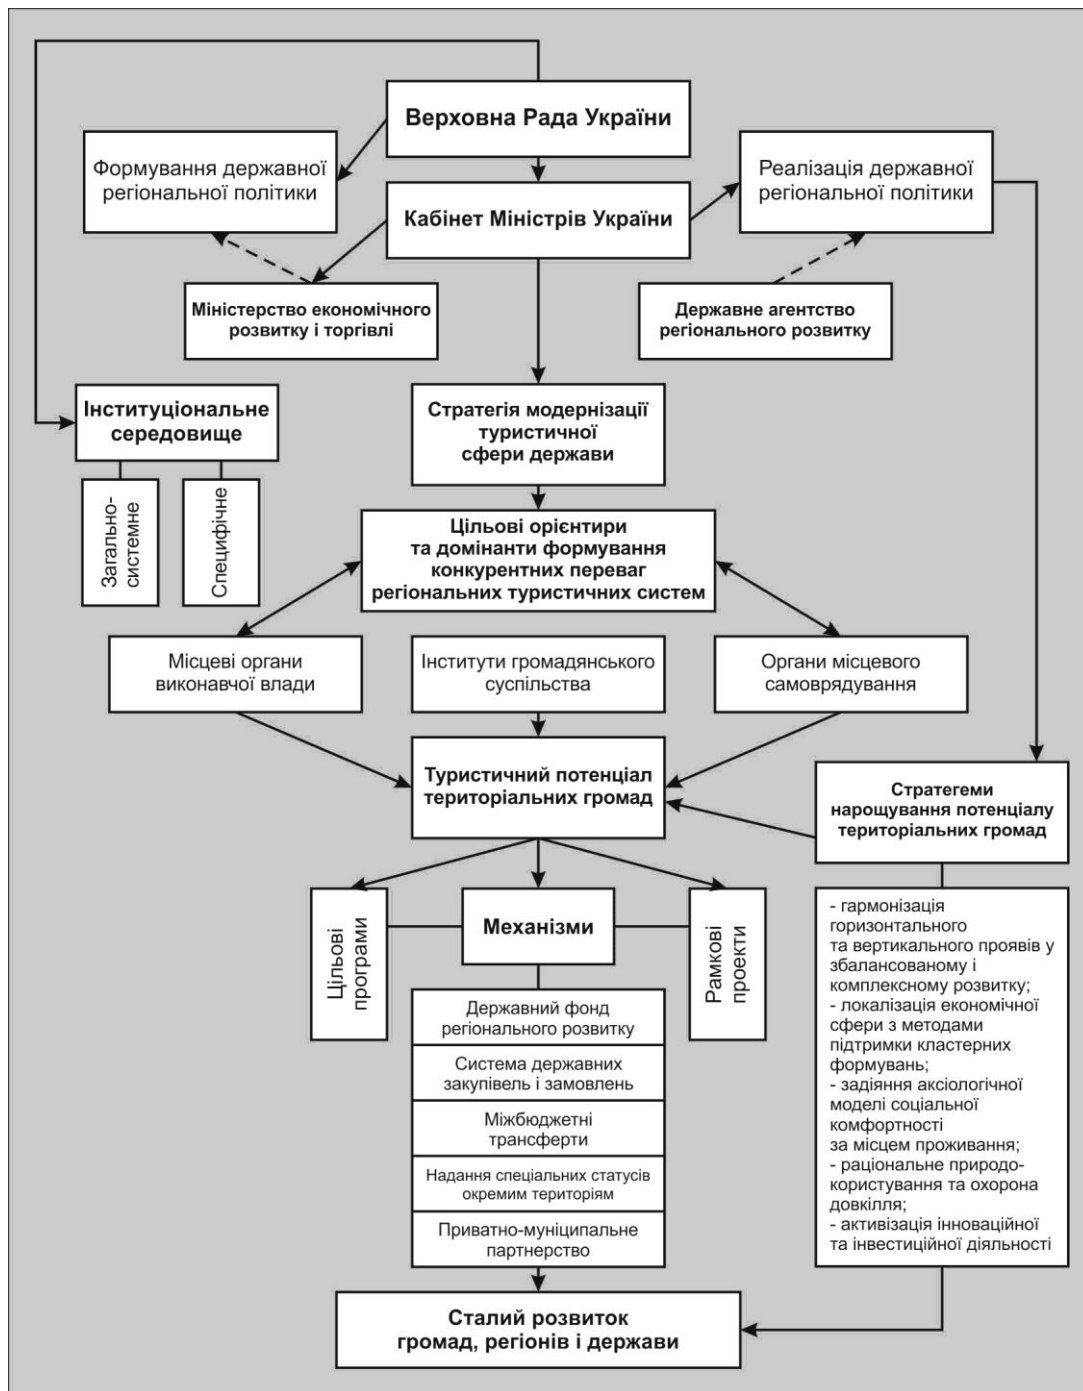 Верховна Рада України
Формування державної
регіональної політики
Реалізація державної
регіональної політики
Кабінет Міністрів України
Міністерство економічного
розвитку і торгівлі
Державне агентство
регіонального розвитку
Інституціональне
середовище
Загально-
системне
Специфічне
Стратегія модернізації
туристичної
сфери держави
Цільові орієнтири
та домінанти формування
конкурентних переваг
регіональних туристичних систем
Місцеві органи
виконавчої влади
Інститути громадянського
суспільства
Органи місцевого
самоврядування
Туристичний потенціал
територіальних громад
Стратегеми
нарощування потенціалу
територіальних громад
Цільові
програми
Механізми
Рамкові
проекти
Державний фонд
регіонального розвитку
Система державних
закупівель і замовлень
Міжбюджетні
трансферти
Надання спеціальних статусів
окремим територіям
Приватно-муніципальне
партнерство
- гармонізація
горизонтального
та вертикального проявів у
збалансованому і
комплексному розвитку;
- локалізація економічної
сфери з методами
підтримки кластерних
формувань;
- задіяння аксіологічної
моделі соціальної
комфортності
за місцем проживання;
- раціональне природо-
користування та охорона
довкілля;
- активізація інноваційної
та інвестиційної діяльності
Сталий розвиток
громад, регіонів і держави